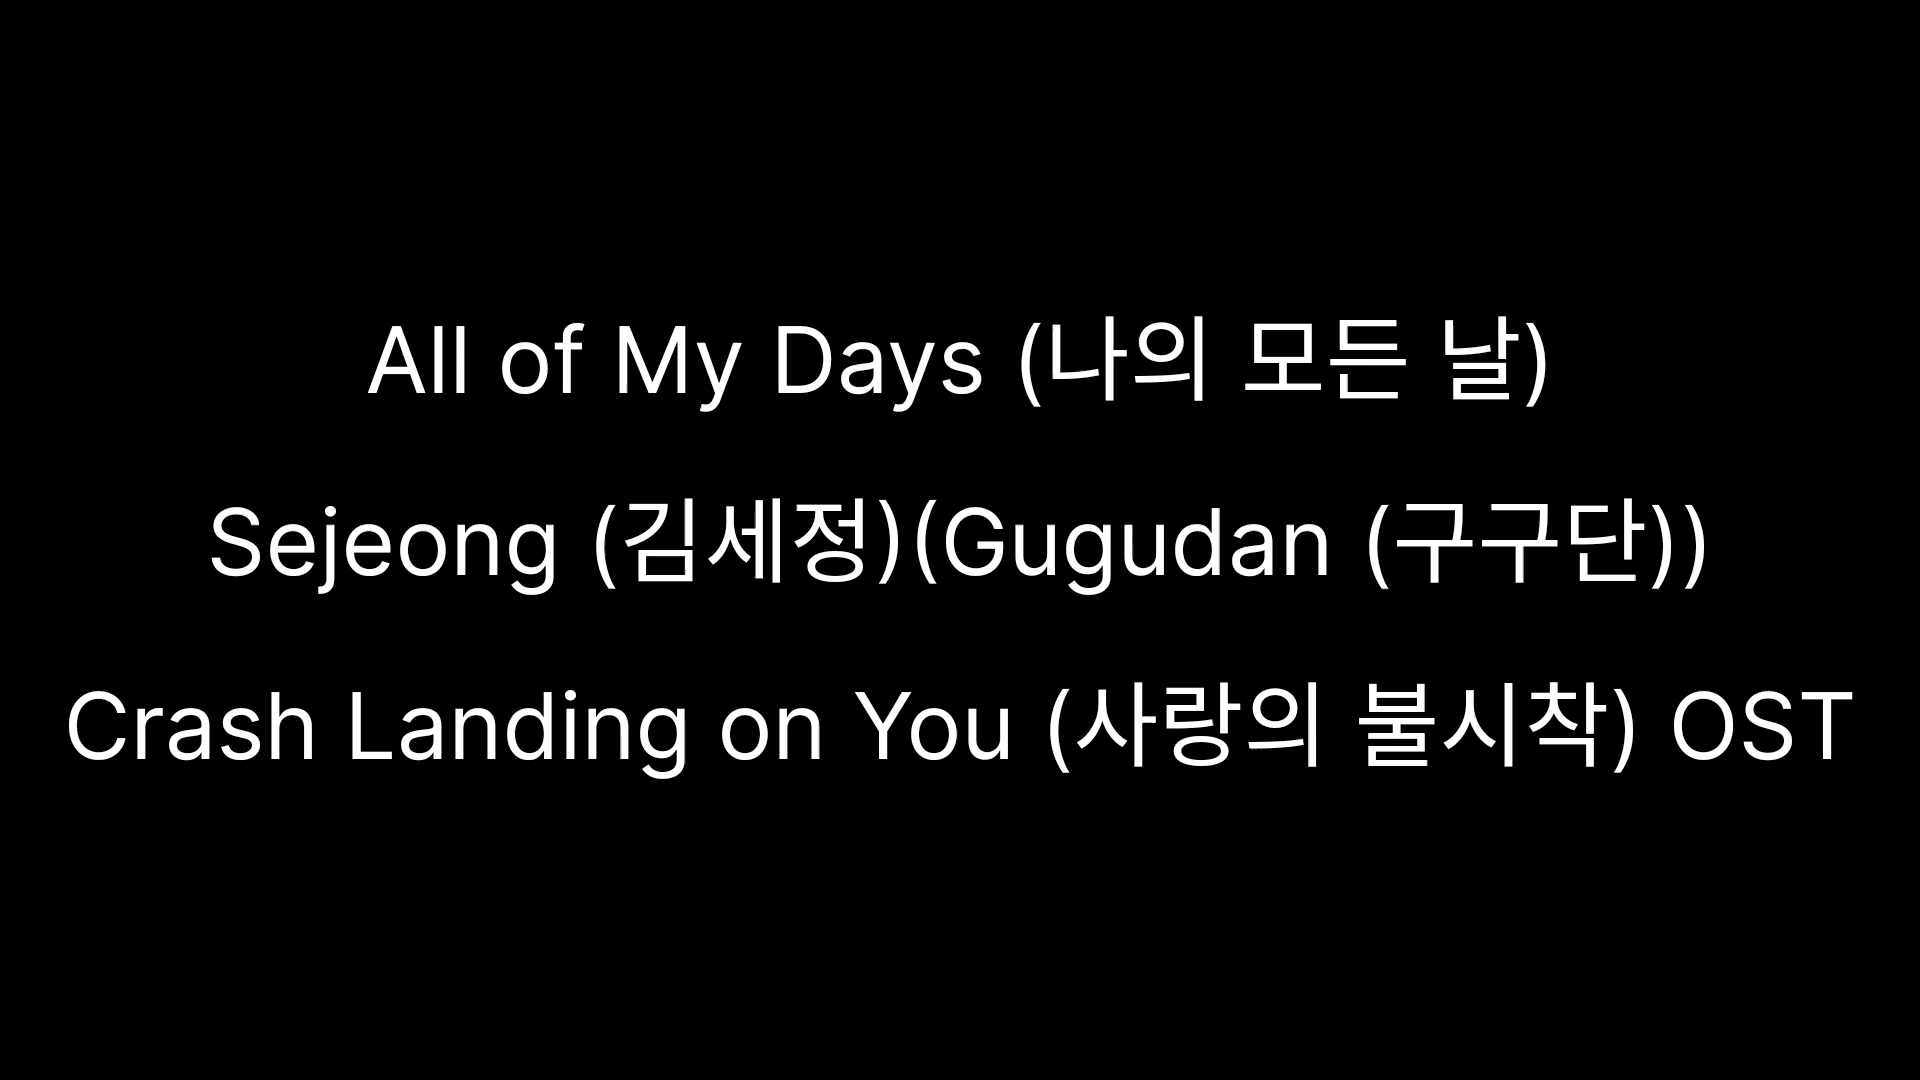 All of My Days (나의 모든 날)
Sejeong (김세정)(Gugudan (구구단))
Crash Landing on You (사랑의 불시착) OST